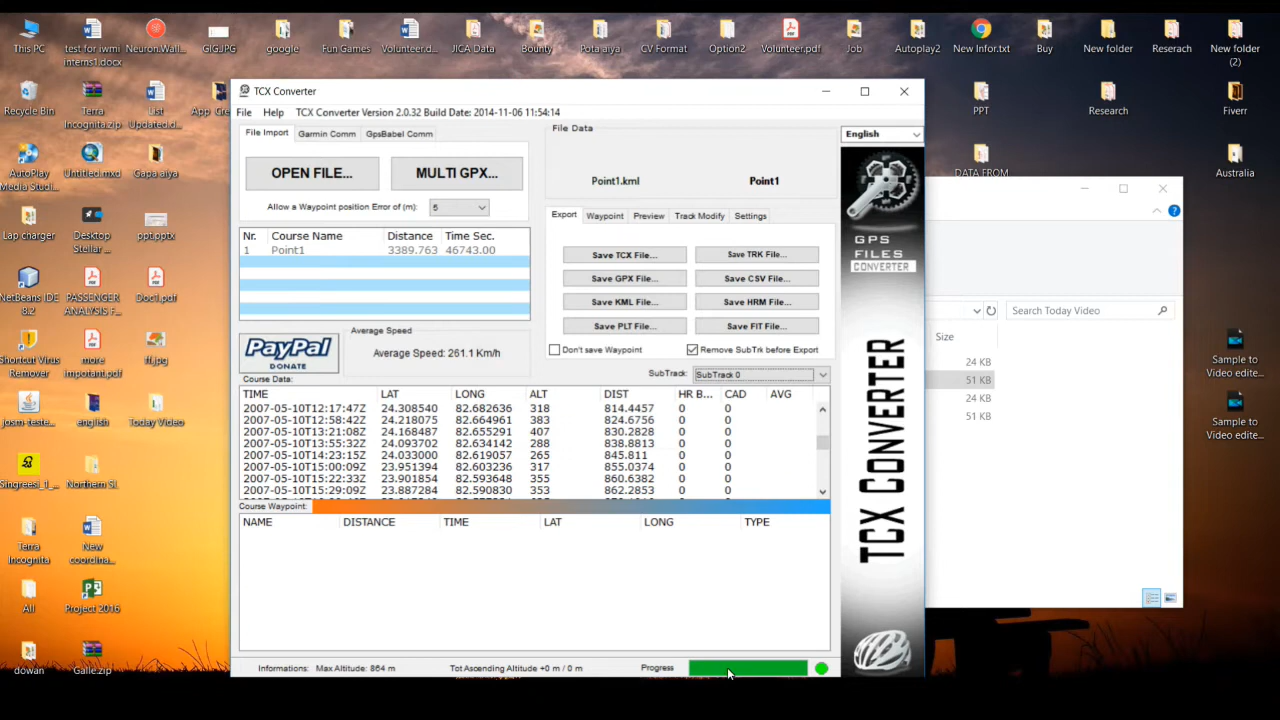 This PC
test for iwmi interns1.docx
Neuron.Wall...
GIG.JPG
google
Fun Games
Volunteer.d...
JICA Data
Bounty
Pota aiya
CV Format
Option2
Volunteer.pdf
Job
Autoplay2
New Infor.txt
Buy
New folder
Reserach
New folder (2)
Recycle Bin
Terra Incognita.zip
List Updated.d...
App Cre
PPT
Research
Fiverr
AutoPlay Media Studi...
Untitled.mxd
Gapa aiya
DATA FROM
Australia
Lap charger
Desktop Stellar
ppt.pptx
NetBeans IDE 8.2
PASSENGER ANALYSIS F...
Doc1.pdf
Shortcut Virus Remover
more impotant.pdf
ff.jpg
josm-teste...
english
Today Video
Singreesi_1_...
Northern Sl.
Terra Incognita
New coordina...
All
Project 2016
dowan
Galle.zip
Sample to Video edite...
Sample to Video edite...
TCX Converter
File Help TCX Converter Version 2.0.32 Build Date: 2014-11-06 11:54:14
File Import Garmin Comm GpsBabel Comm
OPEN FILE... MULTI GPX...
Allow a Waypoint position Error of (m): 5
File Data
Point1.kml Point1
English
Nr. Course Name Distance Time Sec.
1 Point1 3389.763 46743.00
Export Waypoint Preview Track Modify Settings
Save TCX File... Save TRK File...
Save GPX File... Save CSV File...
Save KML File... Save HRM File...
Save PLT File... Save FIT File...
Don't save Waypoint Remove SubTrk before Export
SubTrack: SubTrack 0
PayPal
DONATE
Average Speed
Average Speed: 261.1 Km/h
Course Data:
TIME LAT LONG ALT DIST HR B... CAD AVG
2007-05-10T12:17:47Z 24.308540 82.682636 318 814.4457 0 0
2007-05-10T12:58:42Z 24.218075 82.664961 383 824.6756 0 0
2007-05-10T13:21:08Z 24.168487 82.655291 407 830.2828 0 0
2007-05-10T13:55:32Z 24.093702 82.634142 288 838.8813 0 0
2007-05-10T14:23:15Z 24.033000 82.619057 265 845.811 0 0
2007-05-10T15:00:09Z 23.951394 82.603236 317 855.0374 0 0
2007-05-10T15:22:33Z 23.901424 82.593640 355 860.6382 0 0
2007-05-10T15:29:09Z 23.887284 82.590830 353 862.2853 0 0
Course Waypoint:
NAME DISTANCE TIME LAT LONG TYPE
Informations: Max Altitude: 864 m Tot Ascending Altitude +0 m / 0 m Progress
GPS
FILES
CONVERTER
TCX CONVERTER
Search Today Video
Size
24 KB
51 KB
24 KB
51 KB